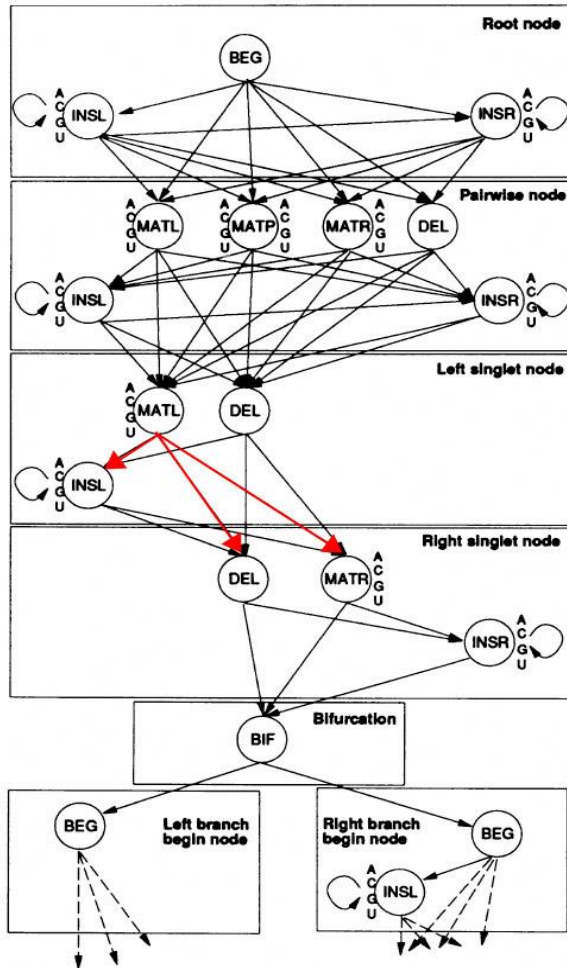 Root node
BEG
A
C
G
U
INSL
INSR
A
C
G
U
Pairwise node
A
C
G
U
MATL
A
C
G
U
MATP
A
C
G
U
MATR
A
C
G
U
DEL
A
C
G
U
INSL
INSR
A
C
G
U
Left singlet node
A
C
G
U
MATL
DEL
A
C
G
U
INSL
Right singlet node
DEL
MATR
A
C
G
U
INSR
A
C
G
U
Bifurcation
BIF
BEG
Left branch
begin node
Right branch
begin node
BEG
A
C
G
U
INSL